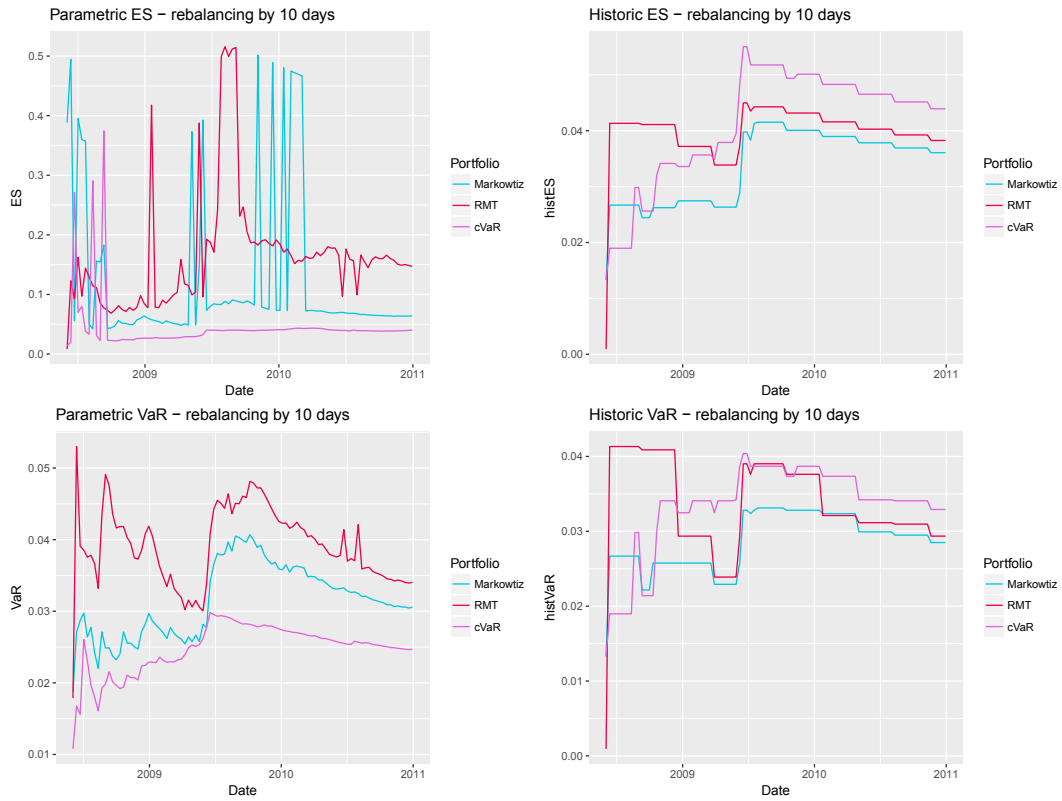 Parametric ES − rebalancing by 10 days
0.5
0.4
0.3
0.2
0.1
0.0
ES
2009
2010
2011
Date
Portfolio
Markowtiz
RMT
cVaR
Historic ES − rebalancing by 10 days
0.04
0.02
0.00
histES
2009
2010
2011
Date
Portfolio
Markowtiz
RMT
cVaR
Parametric VaR − rebalancing by 10 days
0.05
0.04
0.03
0.02
0.01
VaR
2009
2010
2011
Date
Portfolio
Markowtiz
RMT
cVaR
Historic VaR − rebalancing by 10 days
0.04
0.03
0.02
0.01
0.00
histVaR
2009
2010
2011
Date
Portfolio
Markowtiz
RMT
cVaR